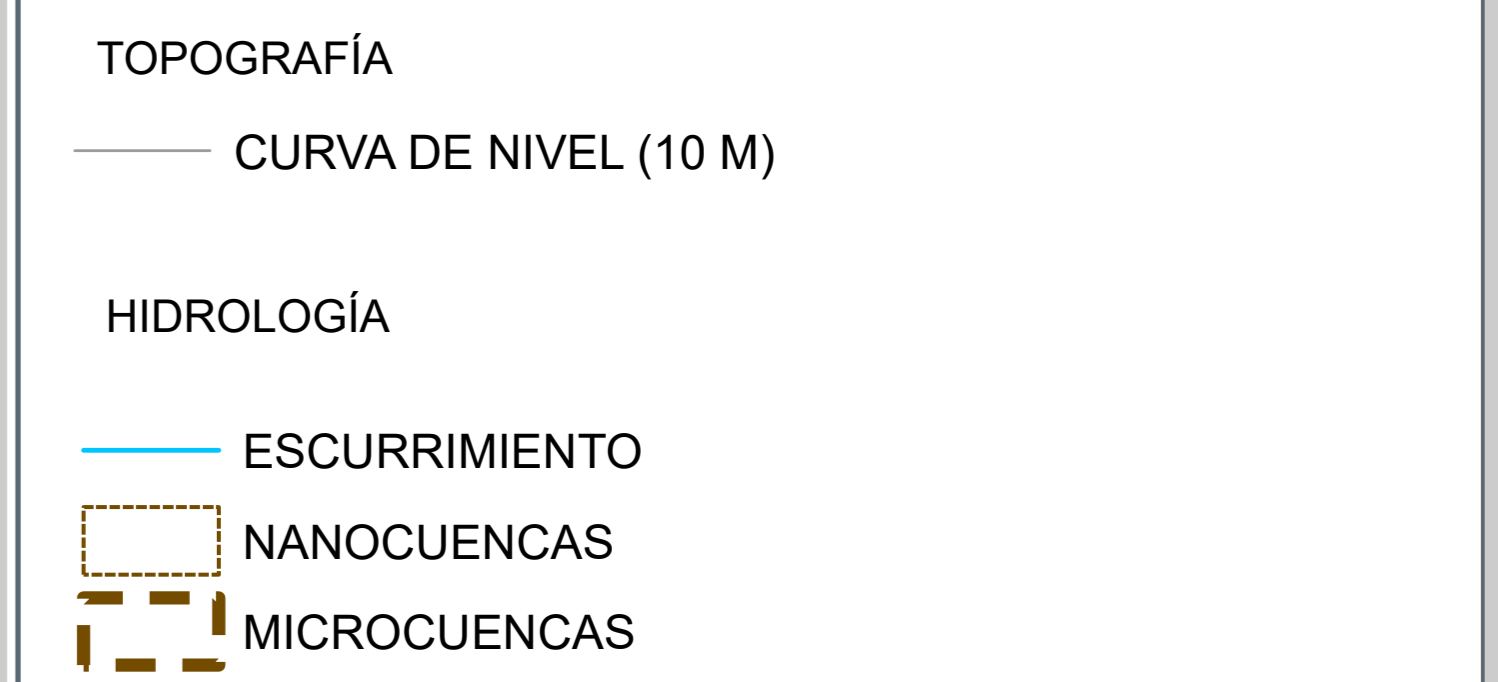 TOPOGRAFÍA
CURVA DE NIVEL (10 M)
HIDROLOGÍA
ESCURRIMIENTO
NANOCUENCAS
MICROCUENCAS